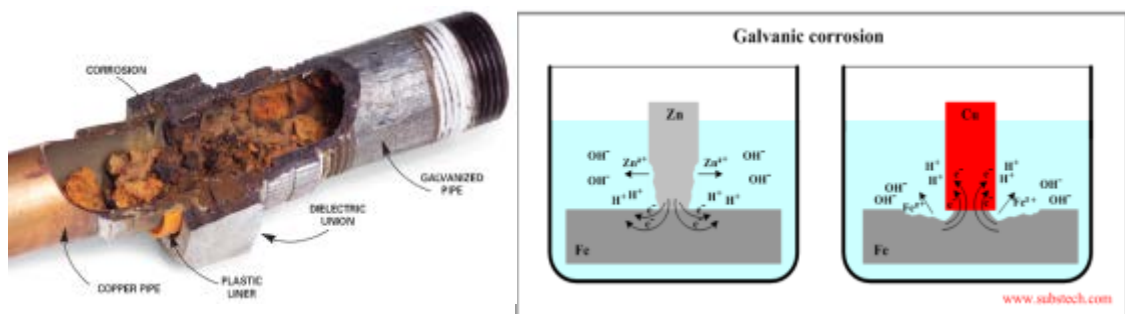 CORROSION
GALVANIZED
PIPE
DIELECTRIC
UNION
PLASTIC
LINER
COPPER PIPE
Galvanic corrosion
Zn
OH⁻
Zn²⁺
Zn²⁺
OH⁻
OH⁻
OH⁻
H⁺
H⁺
H⁺
H⁺
e⁻
e⁻
Fe
Cu
H⁺
H⁺
H⁺
H⁺
e⁻
e⁻
OH⁻
OH⁻
OH⁻
OH⁻
Fe²⁺
Fe²⁺
Fe
www.substech.com